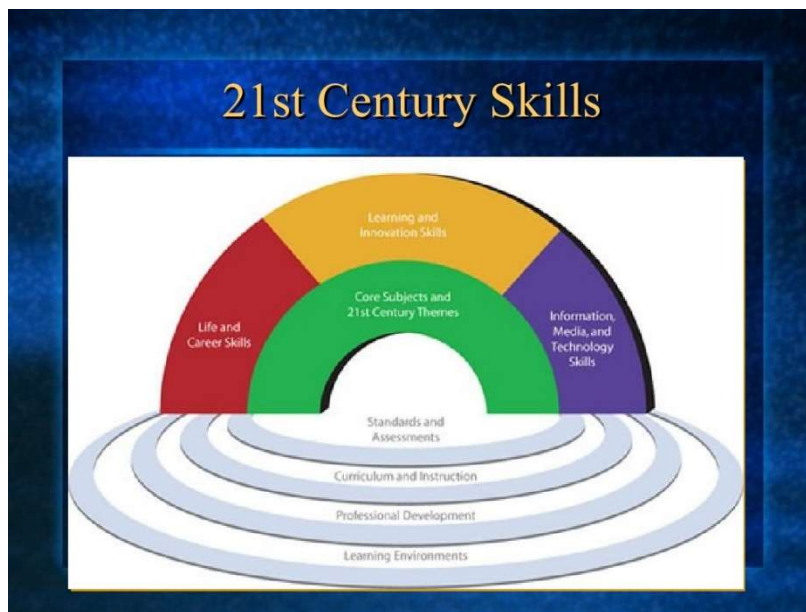 21st Century Skills
Learning and
Innovation Skills
Core Subjects and
21st Century Themes
Life and
Career Skills
Information,
Media, and
Technology
Skills
Standards and
Assessments
Curriculum and Instruction
Professional Development
Learning Environments